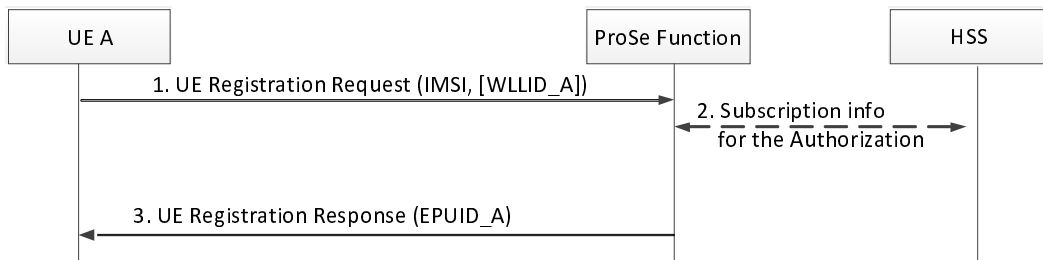 UE A
ProSe Function
HSS
1. UE Registration Request (IMSI, [WLLID_A])
2. Subscription info
for the Authorization
3. UE Registration Response (EPUID_A)